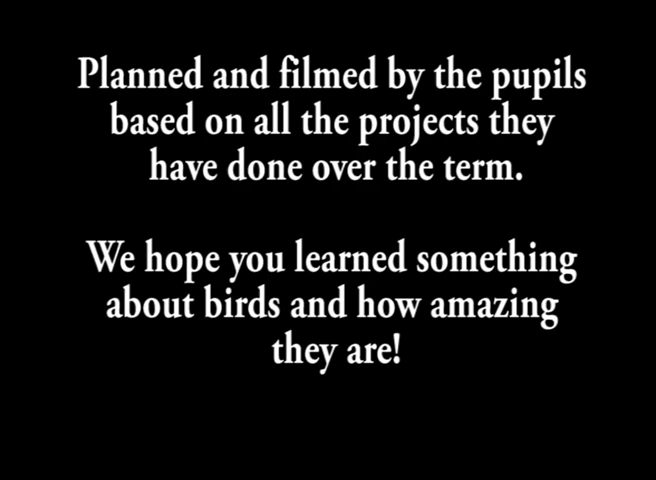 Planned and filmed by the pupils
based on all the projects they
have done over the term.
We hope you learned something
about birds and how amazing
they are!